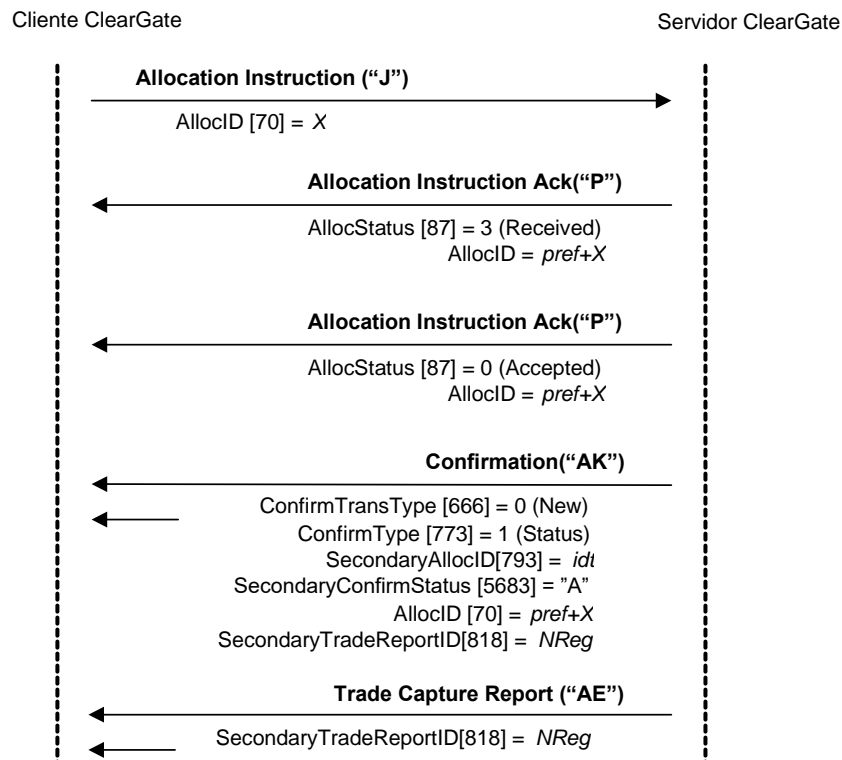 Cliente ClearGate
Servidor ClearGate
Allocation Instruction (“J”)
AllocID [70] = X
Allocation Instruction Ack(“P”)
AllocStatus [87] = 3 (Received)
AllocID = pref+X
Allocation Instruction Ack(“P”)
AllocStatus [87] = 0 (Accepted)
AllocID = pref+X
Confirmation(“AK”)
ConfirmTransType [666] = 0 (New)
ConfirmType [773] = 1 (Status)
SecondaryAllocID[793] = idt
SecondaryConfirmStatus [5683] = ”A”
AllocID [70] = pref+X
SecondaryTradeReportID[818] = NReg
Trade Capture Report (“AE”)
SecondaryTradeReportID[818] = NReg